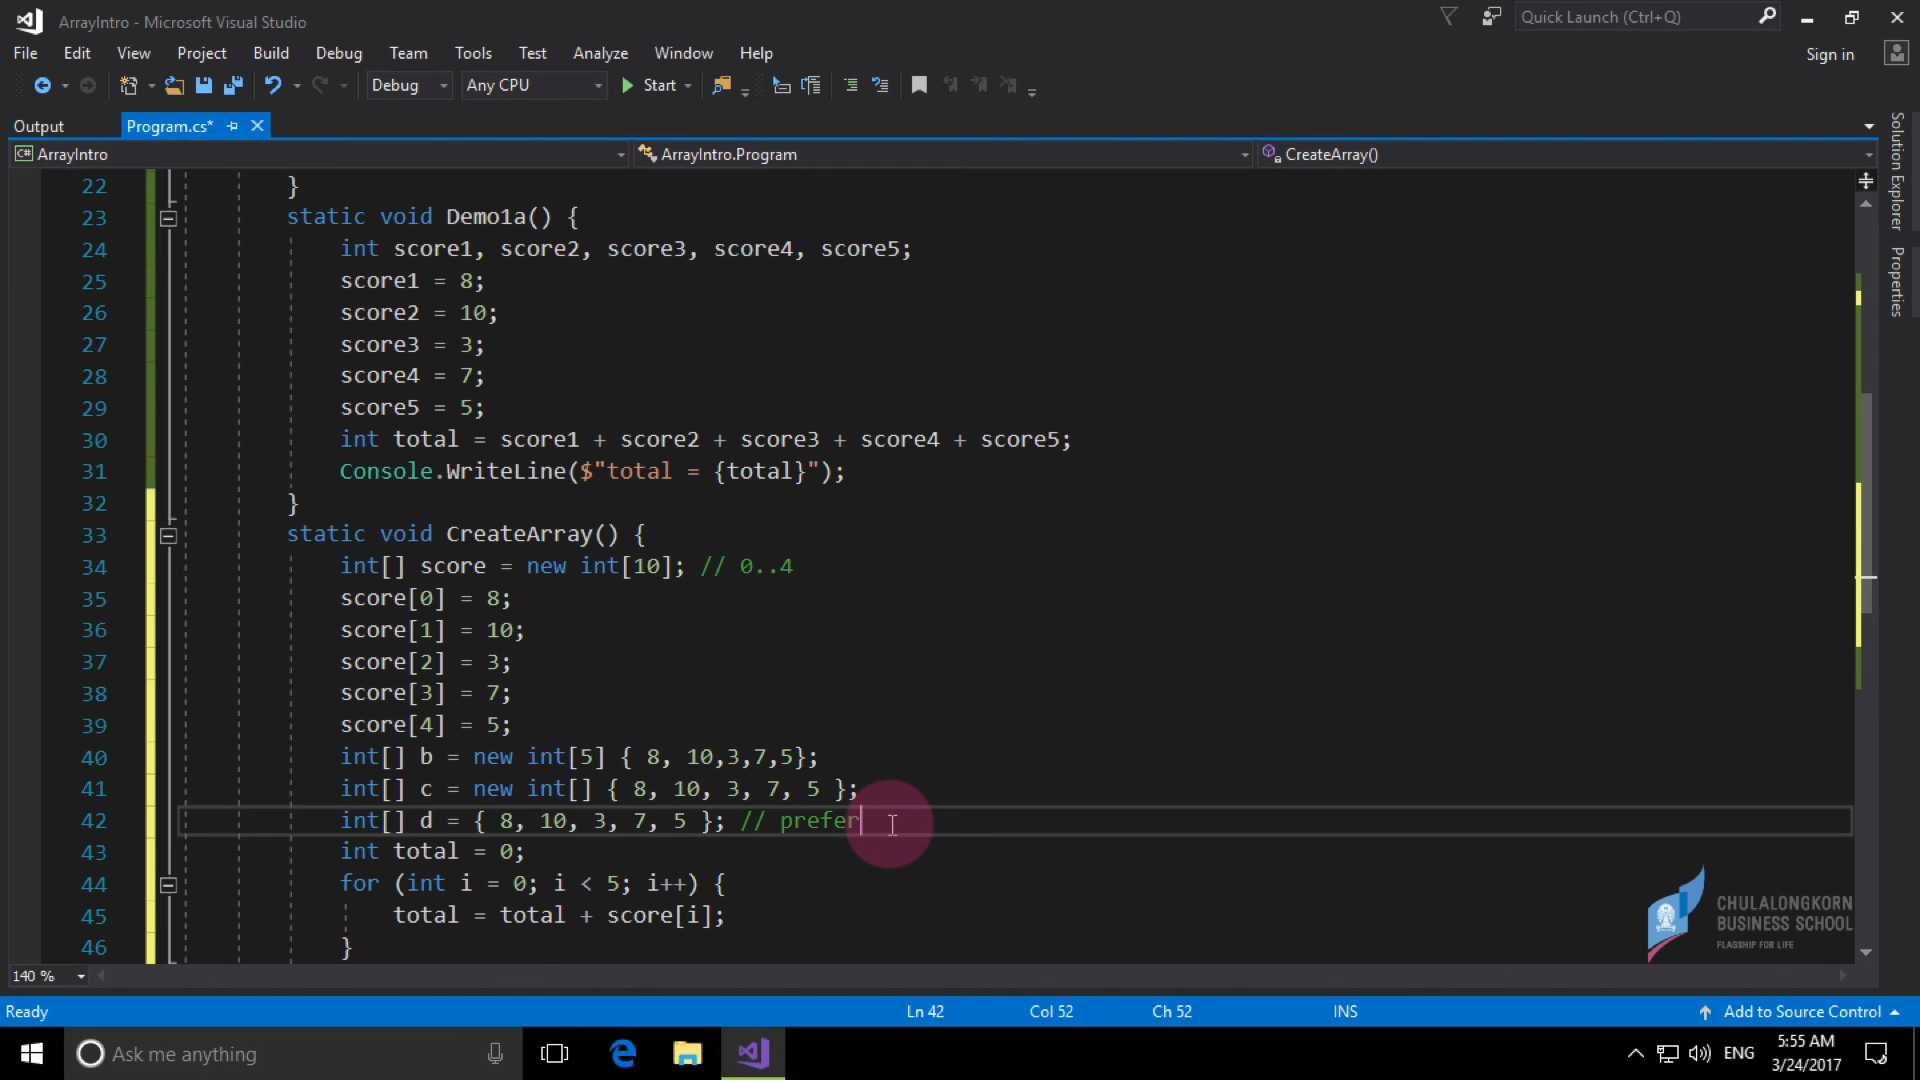 ArrayIntro - Microsoft Visual Studio
Quick Launch (Ctrl+Q)
File Edit View Project Build Debug Team Tools Test Analyze Window Help
Sign in
Debug Any CPU Start
Output Program.cs*
C# ArrayIntro ArrayIntro.Program CreateArray()
Solution Explorer
Properties
22 }
23 static void Demo1a() {
24 int score1, score2, score3, score4, score5;
25 score1 = 8;
26 score2 = 10;
27 score3 = 3;
28 score4 = 7;
29 score5 = 5;
30 int total = score1 + score2 + score3 + score4 + score5;
31 Console.WriteLine($"total = {total}");
32 }
33 static void CreateArray() {
34 int[] score = new int[10]; // 0..4
35 score[0] = 8;
36 score[1] = 10;
37 score[2] = 3;
38 score[3] = 7;
39 score[4] = 5;
40 int[] b = new int[5] { 8, 10,3,7,5};
41 int[] c = new int[] { 8, 10, 3, 7, 5 };
42 int[] d = { 8, 10, 3, 7, 5 }; // prefer
43 int total = 0;
44 for (int i = 0; i < 5; i++) {
45 total = total + score[i];
46 }
CHULALONGKORN
BUSINESS SCHOOL
FLAGSHIP FOR LIFE
140 %
Ready Ln 42 Col 52 Ch 52 INS Add to Source Control
Ask me anything
ENG
5:55 AM
3/24/2017